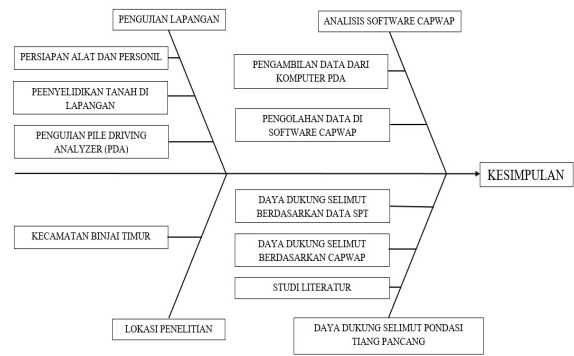 PENGUJIAN LAPANGAN
PERSIAPAN ALAT DAN PERSONIL
PEENYELIDIKAN TANAH DI
LAPANGAN
PENGUJIAN PILE DRIVING
ANALYZER (PDA)
ANALISIS SOFTWARE CAPWAP
PENGAMBILAN DATA DARI
KOMPUTER PDA
PENGOLAHAN DATA DI
SOFTWARE CAPWAP
KESIMPULAN
KECAMATAN BINJAI TIMUR
LOKASI PENELITIAN
DAYA DUKUNG SELIMUT
BERDASARKAN DATA SPT
DAYA DUKUNG SELIMUT
BERDASARKAN CAPWAP
STUDI LITERATUR
DAYA DUKUNG SELIMUT PONDASI
TIANG PANCANG